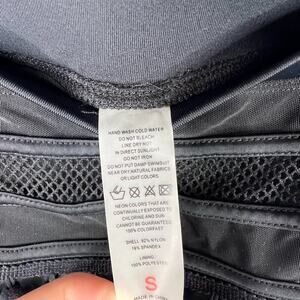 HAND WASH COLD WATER
DO NOT BLEACH
LINE DRY NOT
IN DIRECT SUNLIGHT
DO NOT IRON
DO NOT PUT DAMP SWIMSUIT
NEAR DRY,NATURAL FABRICS
OR LIGHT COLORS.
NEON COLORS THAT ARE
CONTINUALLY EXPOSED TO
CHLORINE AND SUN
CANNOT BE GUARANTEED
100% COLORFAST
SHELL: 82% NYLON
18% SPANDEX
LINING:
100% POLYESTER
S
MADE IN CHINA